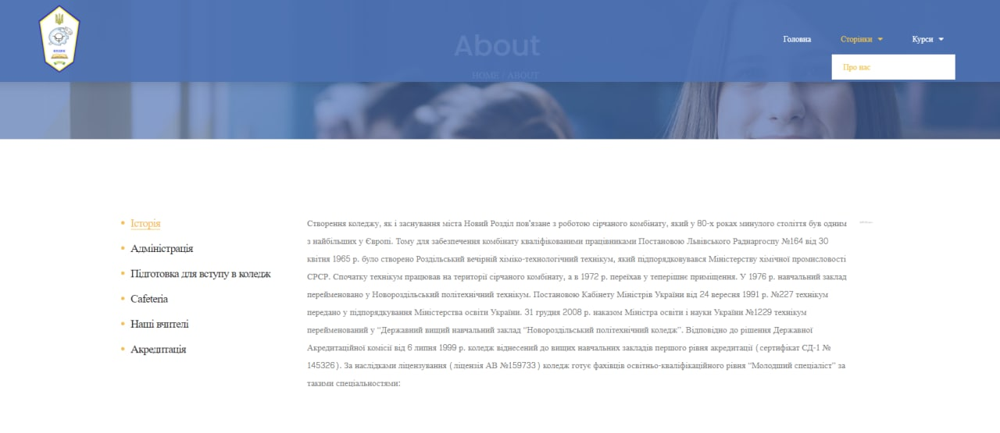 About
HOME / ABOUT
Головна
Сторінки
Курси
Про нас
Історія
Адміністрація
Підготовка для вступу в коледж
Cafeteria
Наші вчителі
Акредитація
Створення коледжу, як і заснування міста Новий Розділ пов'язане з роботою сірчаного комбінату, який у 80-х роках минулого століття був одним
з найбільших у Європі. Тому для забезпечення комбінату кваліфікованими працівниками Постановою Львівського Раднаргоспу №164 від 30
квітня 1965 р. було створено Роздільський вечірній хіміко-технологічний технікум, який підпорядковувався Міністерству хімічної промисловості
СРСР. Спочатку технікум працював на території сірчаного комбінату, а в 1972 р. переїхав у теперішнє приміщення. У 1976 р. навчальний заклад
перейменовано у Новороздільський політехнічний технікум. Постановою Кабінету Міністрів України від 24 вересня 1991 р. №227 технікум
передано у підпорядкування Міністерства освіти України. 31 грудня 2008 р. наказом Міністра освіти і науки України №1229 технікум
перейменований у “Державний вищий навчальний заклад “Новороздільський політехнічний коледж”. Відповідно до рішення Державної
Акредитаційної комісії від 6 липня 1999 р. коледж віднесений до вищих навчальних закладів першого рівня акредитації (сертифікат СД-1 №
145326). За наслідками ліцензування (ліцензія АВ №159733) коледж готує фахівців освітньо-кваліфікаційного рівня “Молодший спеціаліст” за
такими спеціальностями: